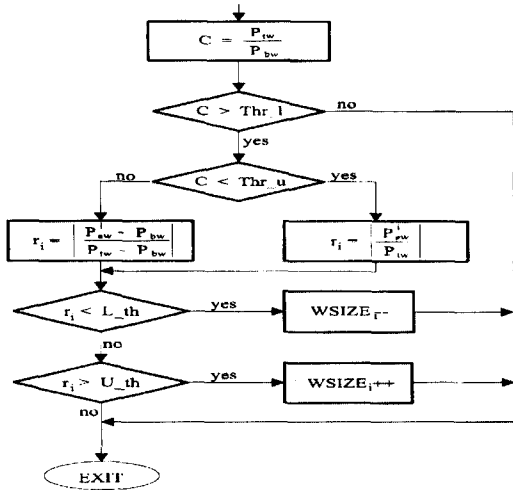 C = P_tw / P_bw
C > Thr_l
no
yes
C < Thr_u
no
yes
r_i = | P_ew^i - P_bw / P_tw - P_bw |
r_i = | P_ew^i / P_tw |
r_i < L_th
yes
WSIZE_i--
no
r_i > U_th
yes
WSIZE_i++
no
EXIT